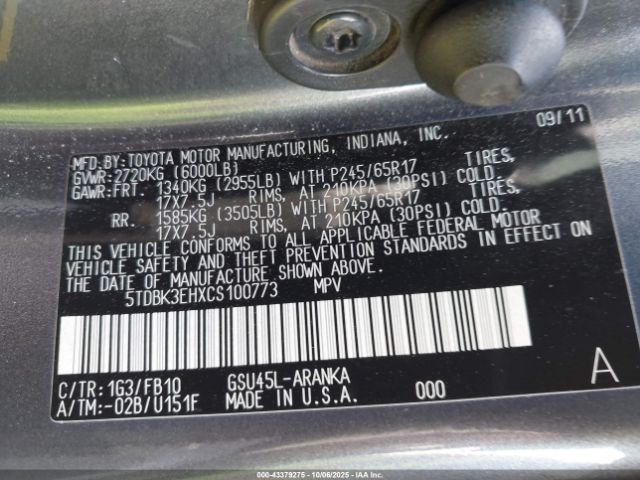 MFD.BY:TOYOTA MOTOR MANUFACTURING, INDIANA, INC. 09/11
GVWR:2720KG (6000LB)
GAWR:FRT. 1340KG (2955LB) WITH P245/65R17 TIRES,
17X7.5J RIMS, AT 210KPA (30PSI) COLD.
RR. 1585KG (3505LB) WITH P245/65R17 TIRES,
17X7.5J RIMS, AT 210KPA (30PSI) COLD.
THIS VEHICLE CONFORMS TO ALL APPLICABLE FEDERAL MOTOR
VEHICLE SAFETY AND THEFT PREVENTION STANDARDS IN EFFECT ON
THE DATE OF MANUFACTURE SHOWN ABOVE.
5TDBK3EHXCS100773 MPV
C/TR:1G3/FB10 GSU45L-ARANKA A
A/TM:-02B/U151F MADE IN U.S.A. 000
000-43379275 - 10/06/2025 - IAAI.COM